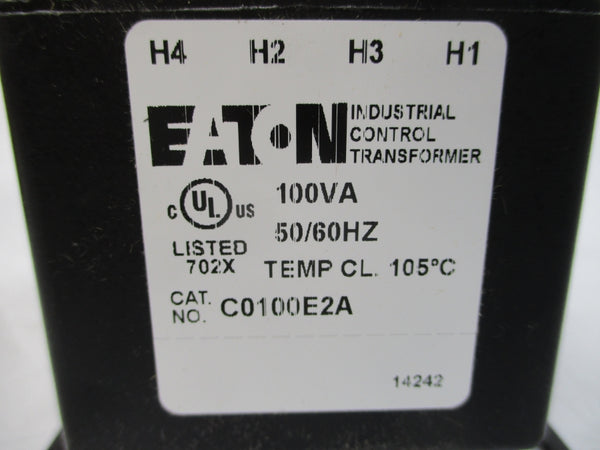 H4 H2 H3 H1
EATON INDUSTRIAL
CONTROL
TRANSFORMER
C UL US 100VA
50/60HZ
LISTED
702X TEMP CL. 105°C
CAT.
NO. C0100E2A
14242